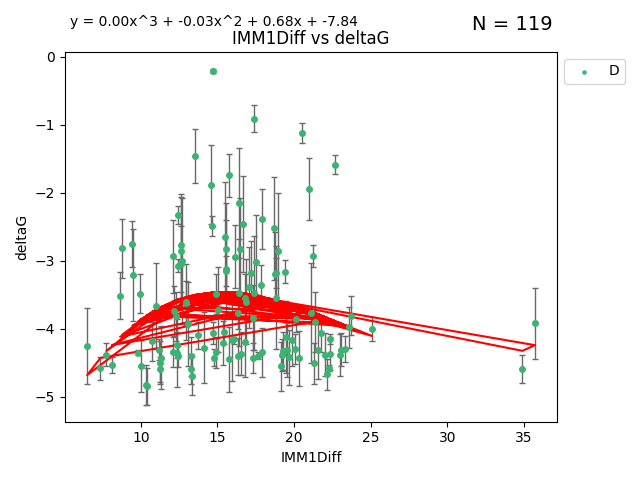 y = 0.00x^3 + -0.03x^2 + 0.68x + -7.84
N = 119
IMM1Diff vs deltaG
D
0
−1
−2
−3
−4
−5
deltaG
10 15 20 25 30 35
IMM1Diff